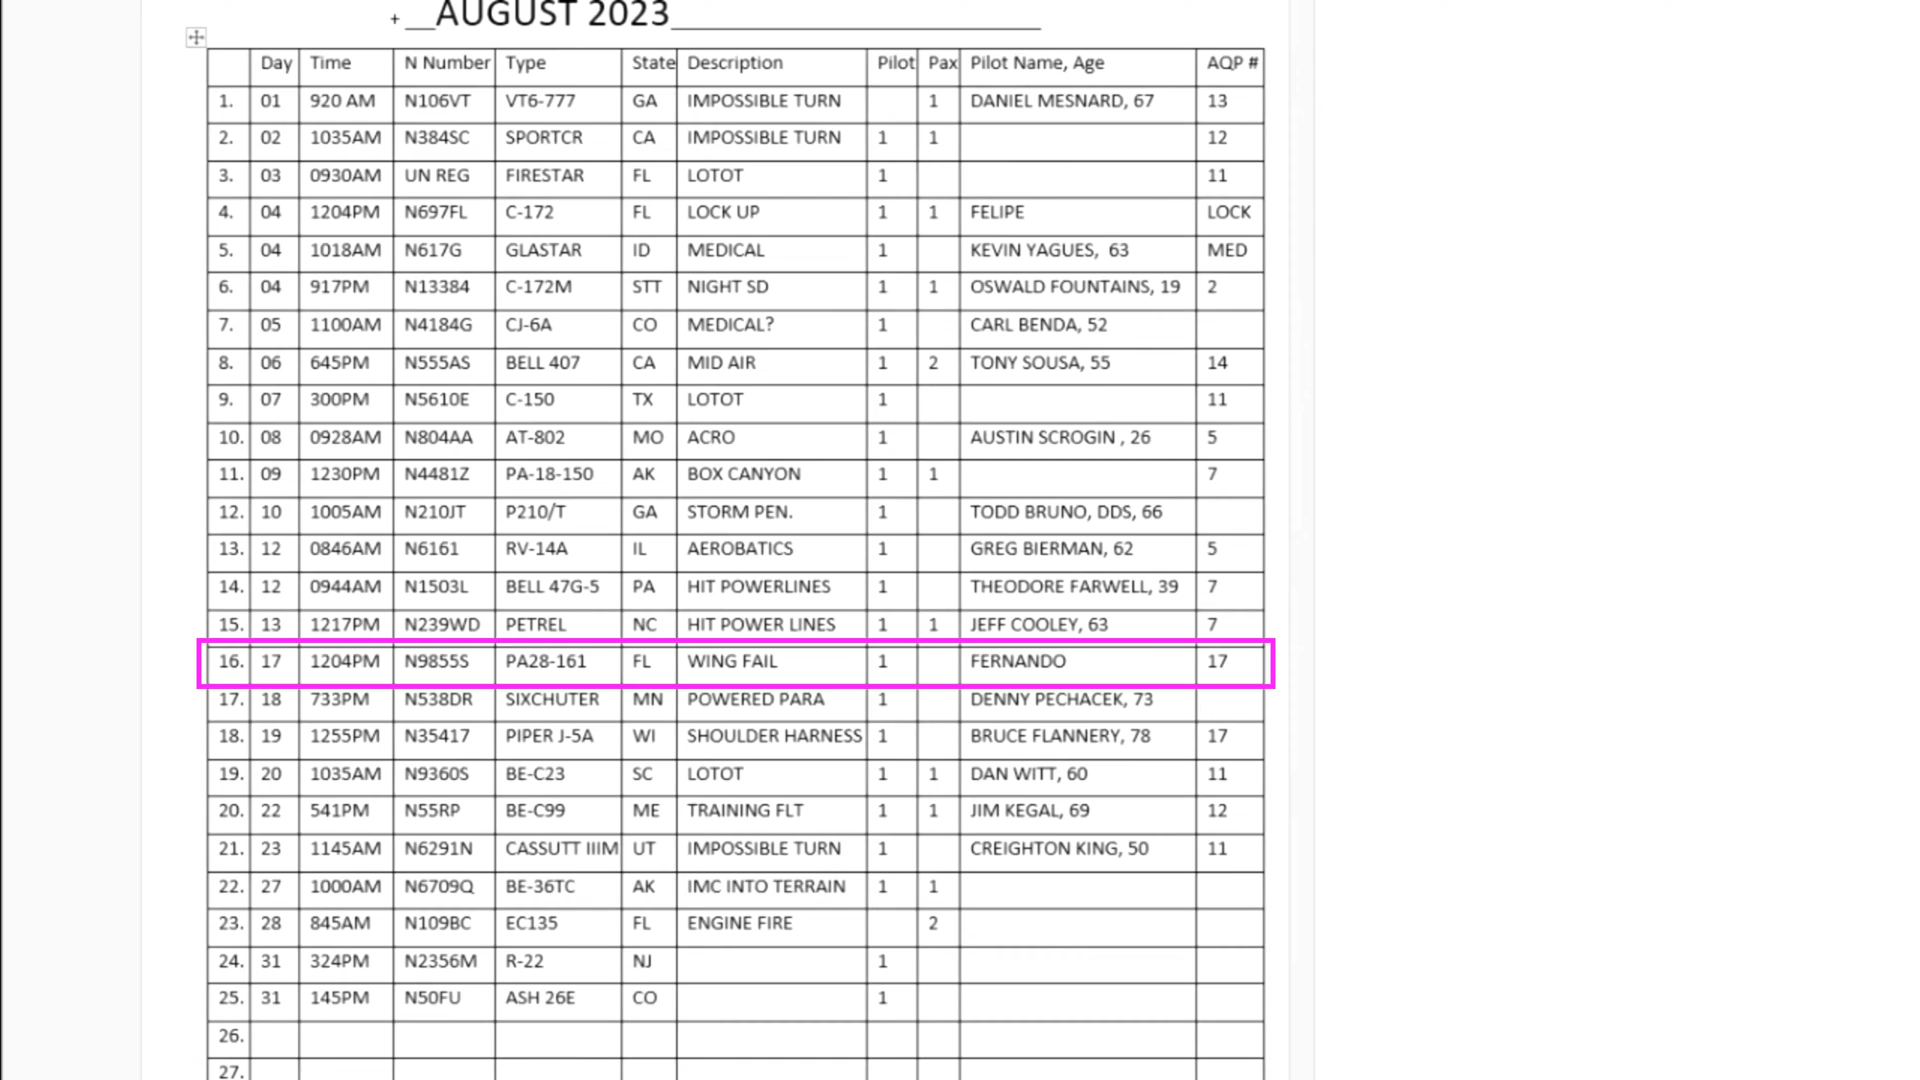 + __AUGUST 2023______________________
Day Time N Number Type State Description Pilot Pax Pilot Name, Age AQP #
1. 01 920 AM N106VT VT6-777 GA IMPOSSIBLE TURN 1 DANIEL MESNARD, 67 13
2. 02 1035AM N384SC SPORTCR CA IMPOSSIBLE TURN 1 1 12
3. 03 0930AM UN REG FIRESTAR FL LOTOT 1 11
4. 04 1204PM N697FL C-172 FL LOCK UP 1 1 FELIPE LOCK
5. 04 1018AM N617G GLASTAR ID MEDICAL 1 KEVIN YAGUES, 63 MED
6. 04 917PM N13384 C-172M STT NIGHT SD 1 1 OSWALD FOUNTAINS, 19 2
7. 05 1100AM N4184G CJ-6A CO MEDICAL? 1 CARL BENDA, 52
8. 06 645PM N555AS BELL 407 CA MID AIR 1 2 TONY SOUSA, 55 14
9. 07 300PM N5610E C-150 TX LOTOT 1 11
10. 08 0928AM N804AA AT-802 MO ACRO 1 AUSTIN SCROGIN , 26 5
11. 09 1230PM N4481Z PA-18-150 AK BOX CANYON 1 1 7
12. 10 1005AM N210JT P210/T GA STORM PEN. 1 TODD BRUNO, DDS, 66
13. 12 0846AM N6161 RV-14A IL AEROBATICS 1 GREG BIERMAN, 62 5
14. 12 0944AM N1503L BELL 47G-5 PA HIT POWERLINES 1 THEODORE FARWELL, 39 7
15. 13 1217PM N239WD PETREL NC HIT POWER LINES 1 1 JEFF COOLEY, 63 7
16. 17 1204PM N9855S PA28-161 FL WING FAIL 1 FERNANDO 17
17. 18 733PM N538DR SIXCHUTER MN POWERED PARA 1 DENNY PECHACEK, 73
18. 19 1255PM N35417 PIPER J-5A WI SHOULDER HARNESS 1 BRUCE FLANNERY, 78 17
19. 20 1035AM N9360S BE-C23 SC LOTOT 1 1 DAN WITT, 60 11
20. 22 541PM N55RP BE-C99 ME TRAINING FLT 1 1 JIM KEGAL, 69 12
21. 23 1145AM N6291N CASSUTT IIIM UT IMPOSSIBLE TURN 1 CREIGHTON KING, 50 11
22. 27 1000AM N6709Q BE-36TC AK IMC INTO TERRAIN 1 1
23. 28 845AM N109BC EC135 FL ENGINE FIRE 2
24. 31 324PM N2356M R-22 NJ 1
25. 31 145PM N50FU ASH 26E CO 1
26.
27.